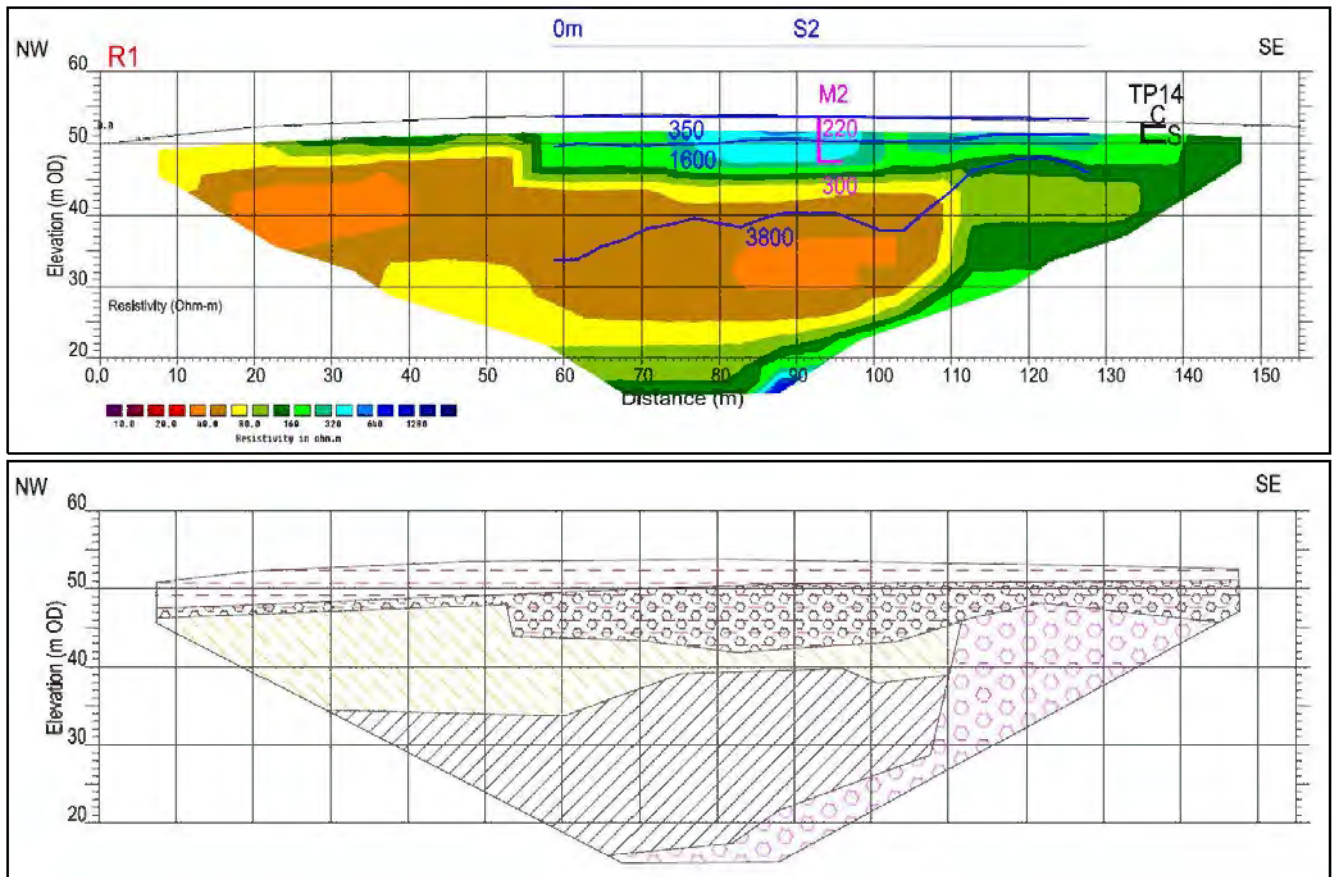 0m S2
NW SE
60 R1
M2 TP14
C
50 350 220 S
1600
300
40
3800
30
Elevation (m OD)
Resistivity (Ohm-m)
20
0.0 10 20 30 40 50 60 70 80 90 100 110 120 130 140 150
Distance (m)
10.0 20.0 40.0 80.0 160 320 640 1280
Resistivity in ohm.m
NW SE
60
50
40
Elevation (m OD)
30
20